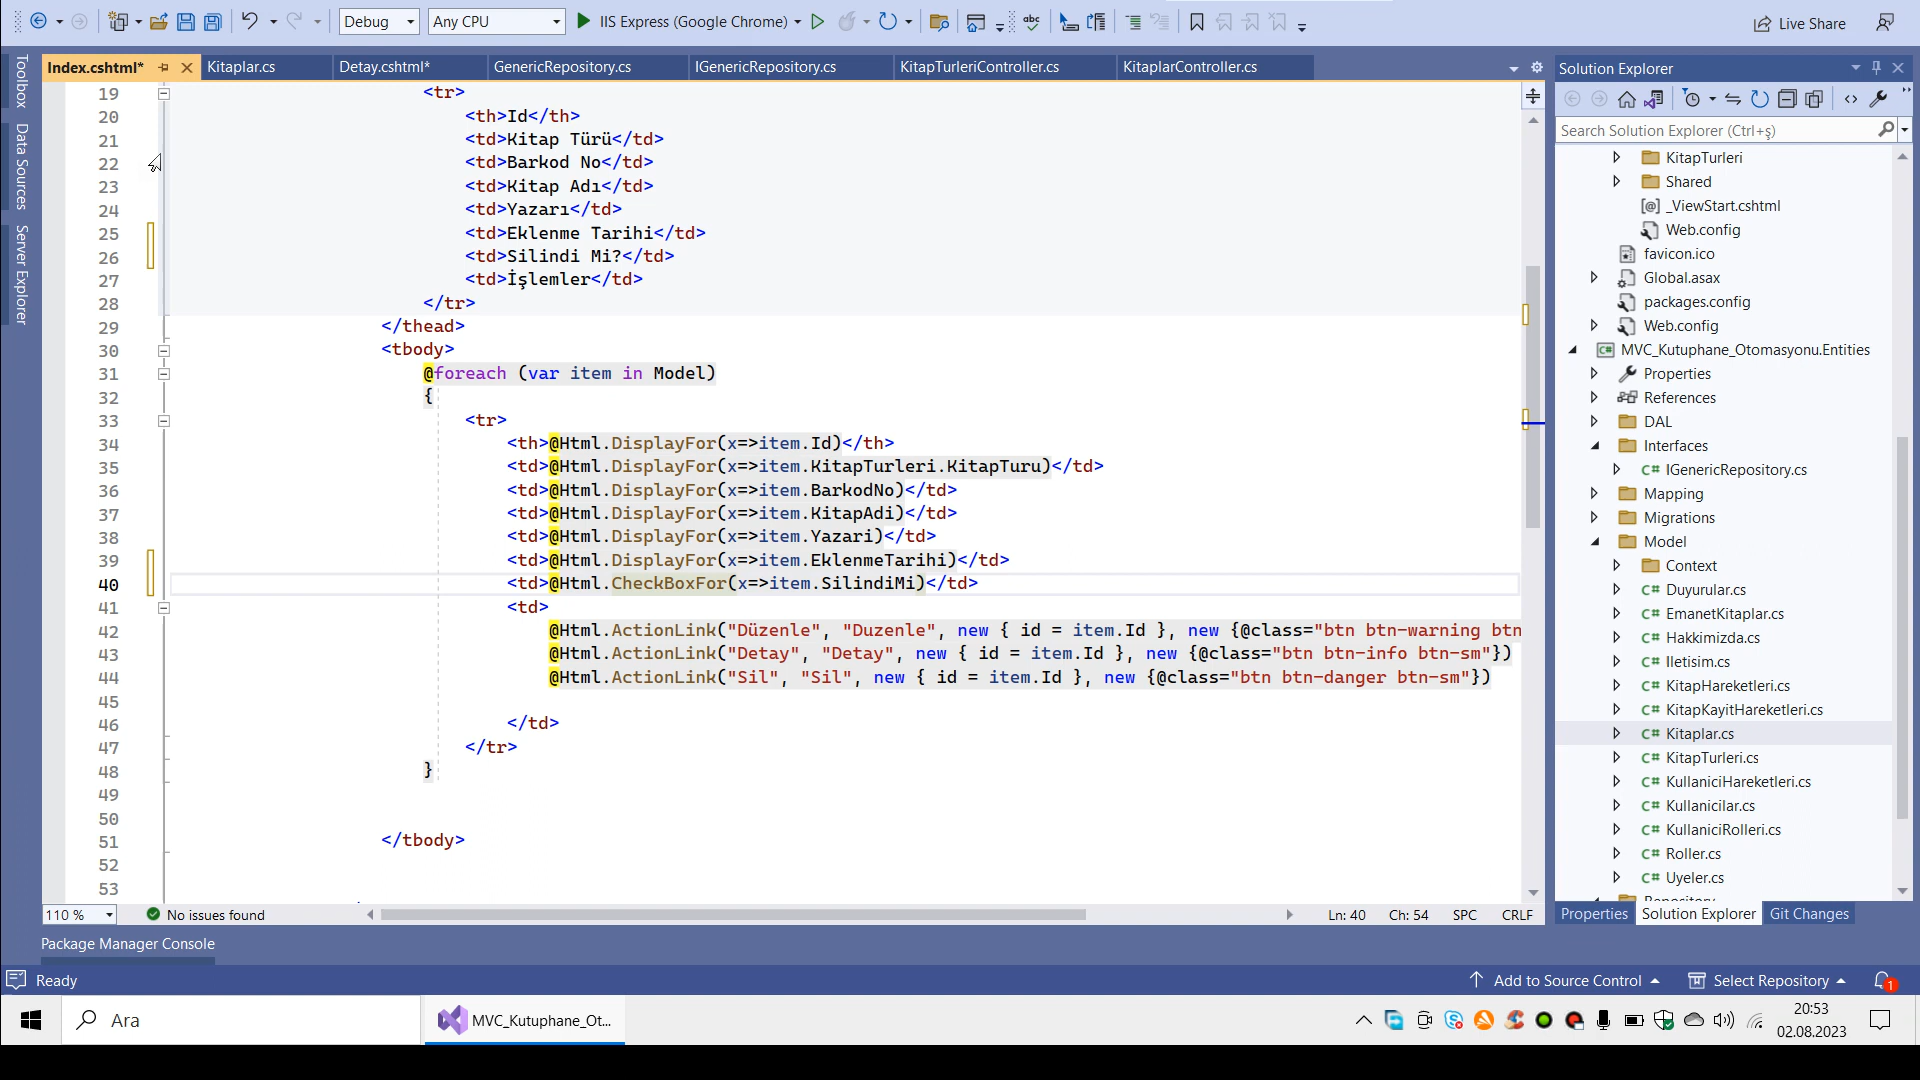 Debug
Any CPU
IIS Express (Google Chrome)
abc
Live Share
Index.cshtml*
Kitaplar.cs
Detay.cshtml*
GenericRepository.cs
IGenericRepository.cs
KitapTurleriController.cs
KitaplarController.cs
Toolbox
Data Sources
Server Explorer
19 <tr>
20 <th>Id</th>
21 <td>Kitap Türü</td>
22 <td>Barkod No</td>
23 <td>Kitap Adı</td>
24 <td>Yazarı</td>
25 <td>Eklenme Tarihi</td>
26 <td>Silindi Mi?</td>
27 <td>İşlemler</td>
28 </tr>
29 </thead>
30 <tbody>
31 @foreach (var item in Model)
32 {
33 <tr>
34 <th>@Html.DisplayFor(x=>item.Id)</th>
35 <td>@Html.DisplayFor(x=>item.KitapTurleri.KitapTuru)</td>
36 <td>@Html.DisplayFor(x=>item.BarkodNo)</td>
37 <td>@Html.DisplayFor(x=>item.KitapAdi)</td>
38 <td>@Html.DisplayFor(x=>item.Yazari)</td>
39 <td>@Html.DisplayFor(x=>item.EklenmeTarihi)</td>
40 <td>@Html.CheckBoxFor(x=>item.SilindiMi)</td>
41 <td>
42 @Html.ActionLink("Düzenle", "Duzenle", new { id = item.Id }, new {@class="btn btn-warning btn
43 @Html.ActionLink("Detay", "Detay", new { id = item.Id }, new {@class="btn btn-info btn-sm"})
44 @Html.ActionLink("Sil", "Sil", new { id = item.Id }, new {@class="btn btn-danger btn-sm"})
45
46 </td>
47 </tr>
48 }
49
50
51 </tbody>
52
53
110 %
No issues found
Ln: 40 Ch: 54 SPC CRLF
Solution Explorer
Search Solution Explorer (Ctrl+ş)
KitapTurleri
Shared
_ViewStart.cshtml
Web.config
favicon.ico
Global.asax
packages.config
Web.config
MVC_Kutuphane_Otomasyonu.Entities
Properties
References
DAL
Interfaces
C# IGenericRepository.cs
Mapping
Migrations
Model
Context
C# Duyurular.cs
C# EmanetKitaplar.cs
C# Hakkimizda.cs
C# Iletisim.cs
C# KitapHareketleri.cs
C# KitapKayitHareketleri.cs
C# Kitaplar.cs
C# KitapTurleri.cs
C# KullaniciHareketleri.cs
C# Kullanicilar.cs
C# KullaniciRolleri.cs
C# Roller.cs
C# Uyeler.cs
Repository
Properties
Solution Explorer
Git Changes
Package Manager Console
Ready
Add to Source Control
Select Repository
1
Ara
MVC_Kutuphane_Ot...
20:53
02.08.2023